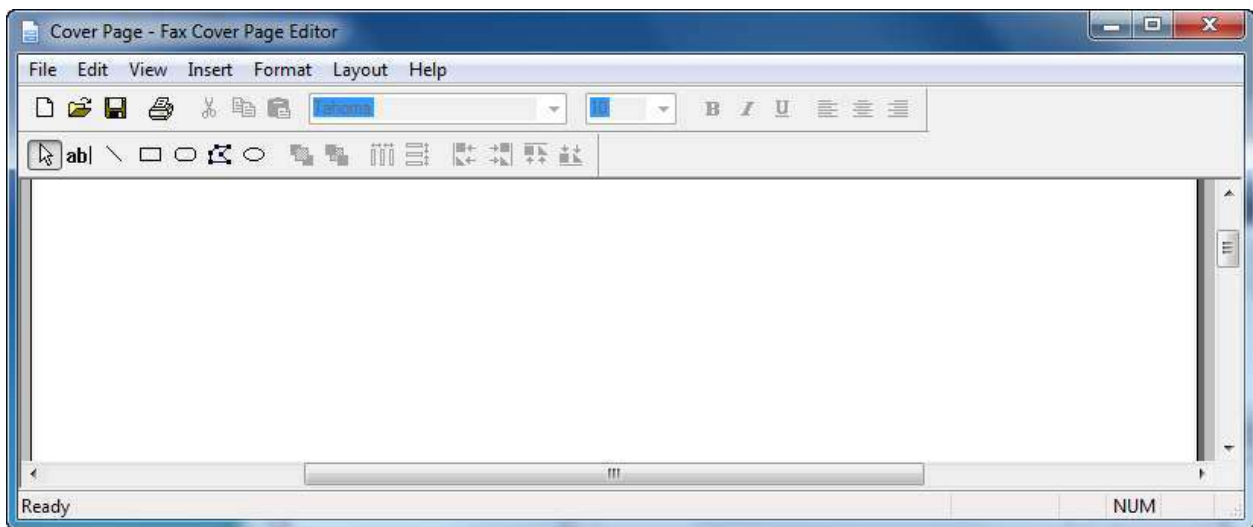 Cover Page - Fax Cover Page Editor
File Edit View Insert Format Layout Help
Tahoma 10 B I U
ab|
Ready NUM